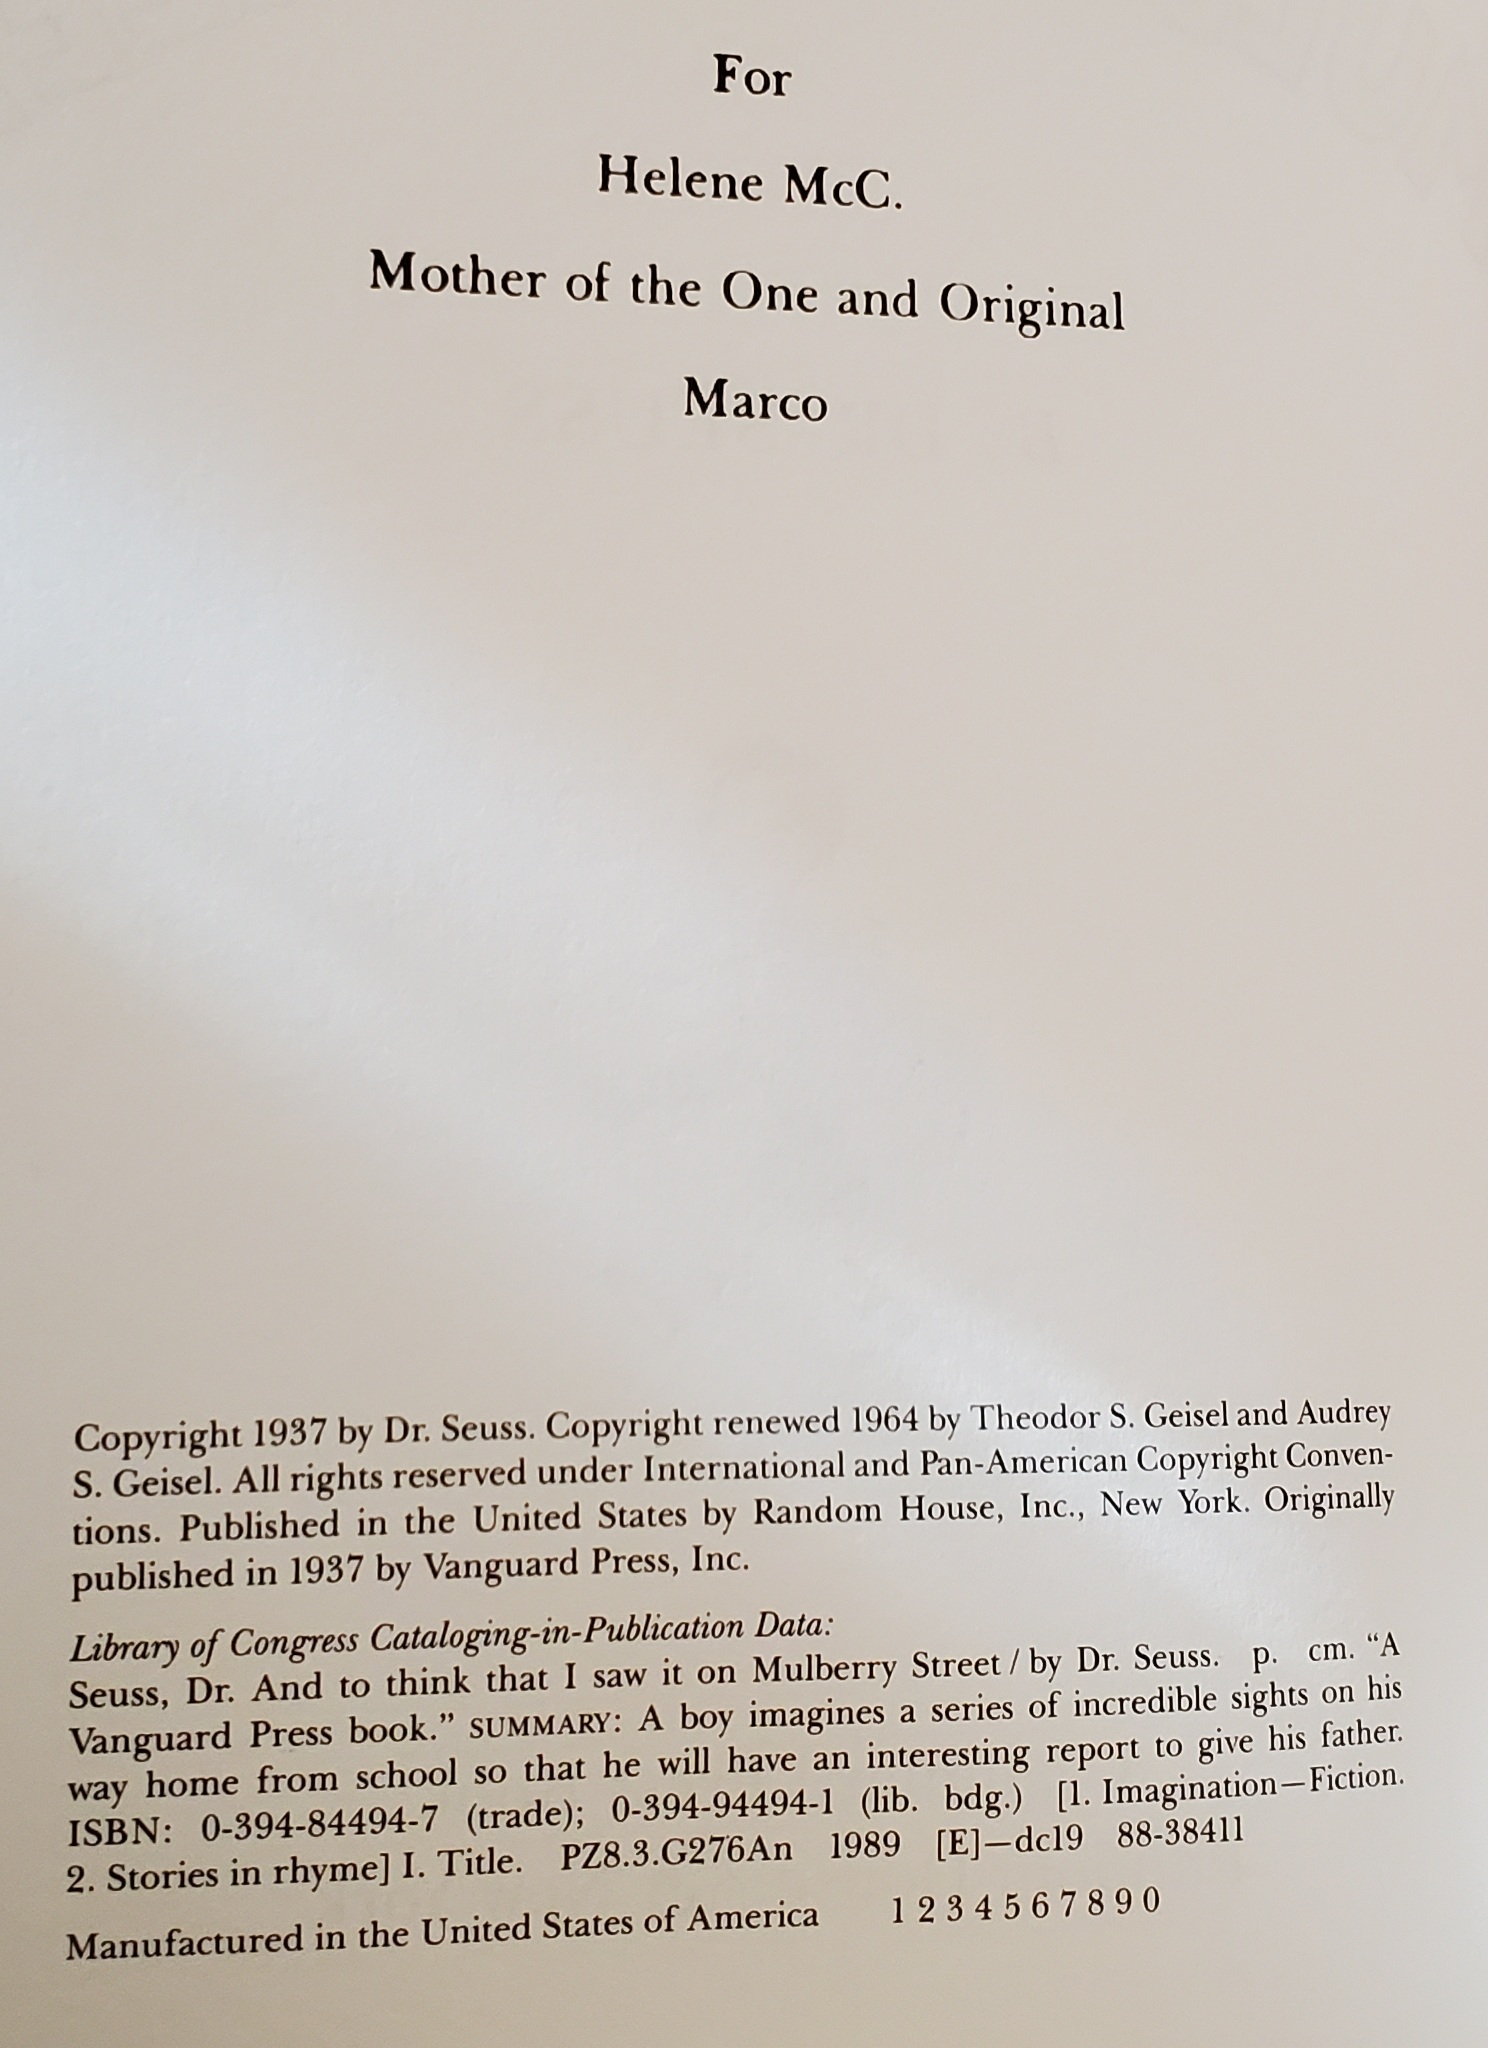 For
Helene McC.
Mother of the One and Original
Marco
Copyright 1937 by Dr. Seuss. Copyright renewed 1964 by Theodor S. Geisel and Audrey
S. Geisel. All rights reserved under International and Pan-American Copyright Conven-
tions. Published in the United States by Random House, Inc., New York. Originally
published in 1937 by Vanguard Press, Inc.
Library of Congress Cataloging-in-Publication Data:
Seuss, Dr. And to think that I saw it on Mulberry Street / by Dr. Seuss. p. cm. “A
Vanguard Press book.” SUMMARY: A boy imagines a series of incredible sights on his
way home from school so that he will have an interesting report to give his father.
ISBN: 0-394-84494-7 (trade); 0-394-94494-1 (lib. bdg.) [1. Imagination—Fiction.
2. Stories in rhyme] I. Title. PZ8.3.G276An 1989 [E]—dc19 88-38411
Manufactured in the United States of America 1 2 3 4 5 6 7 8 9 0